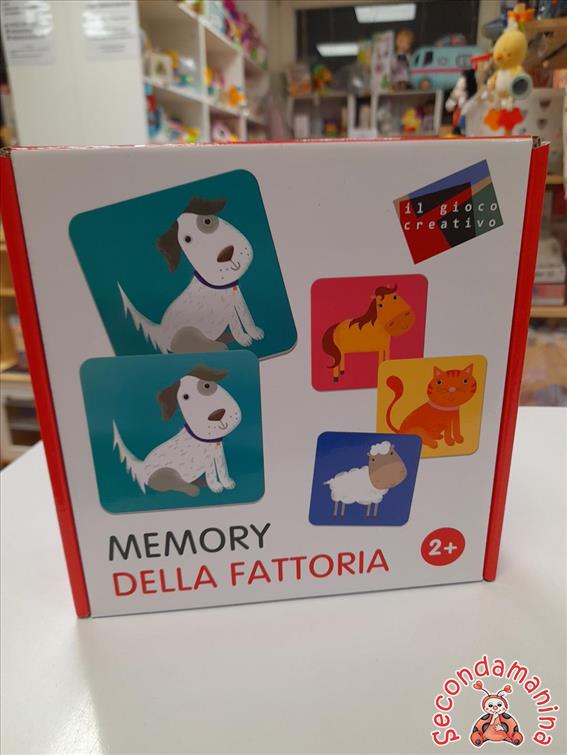 il gioco
creativo
MEMORY
DELLA FATTORIA
2+
Secondamanina